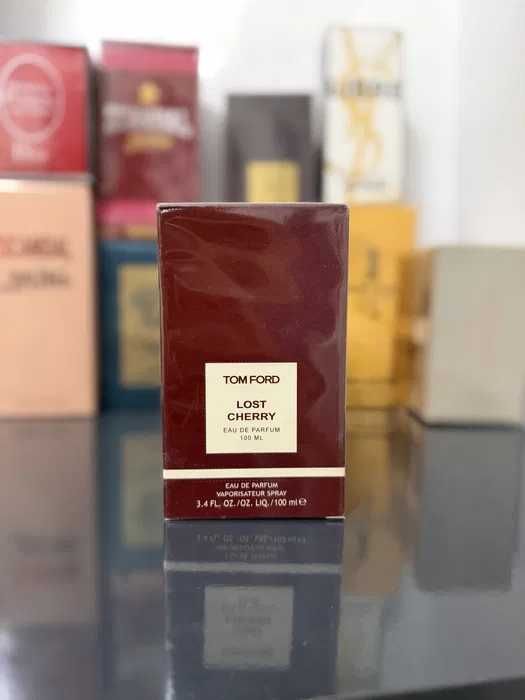 TOM FORD
LOST
CHERRY
EAU DE PARFUM
100 ML
EAU DE PARFUM
VAPORISATEUR SPRAY
3.4 FL. OZ./OZ. LIQ./100 ml ℮
SCANDAL